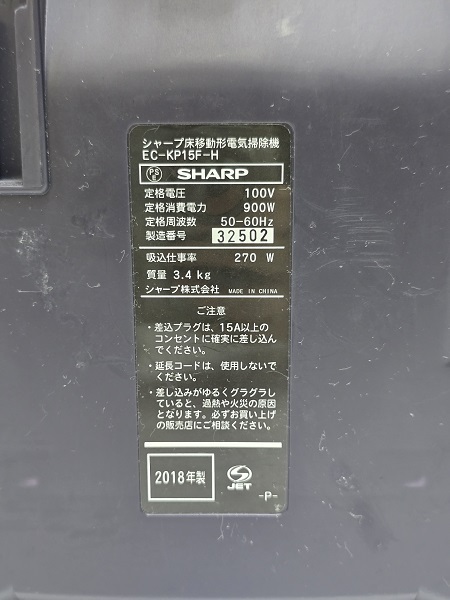 シャープ床移動形電気掃除機
EC-KP15F-H
PS E SHARP
定格電圧 100V
定格消費電力 900W
定格周波数 50-60Hz
製造番号 32502
吸込仕事率 270 W
質量 3.4 kg
シャープ株式会社 MADE IN CHINA
ご注意
・差込プラグは、15A以上の
コンセントに確実に差し込ん
でください。
・延長コードは、使用しないで
ください。
・差し込みがゆるくグラグラ
していると、過熱や火災の原因
となります。必ずお買い上げ
の販売店にご相談ください。
2018年製
JET
-P-